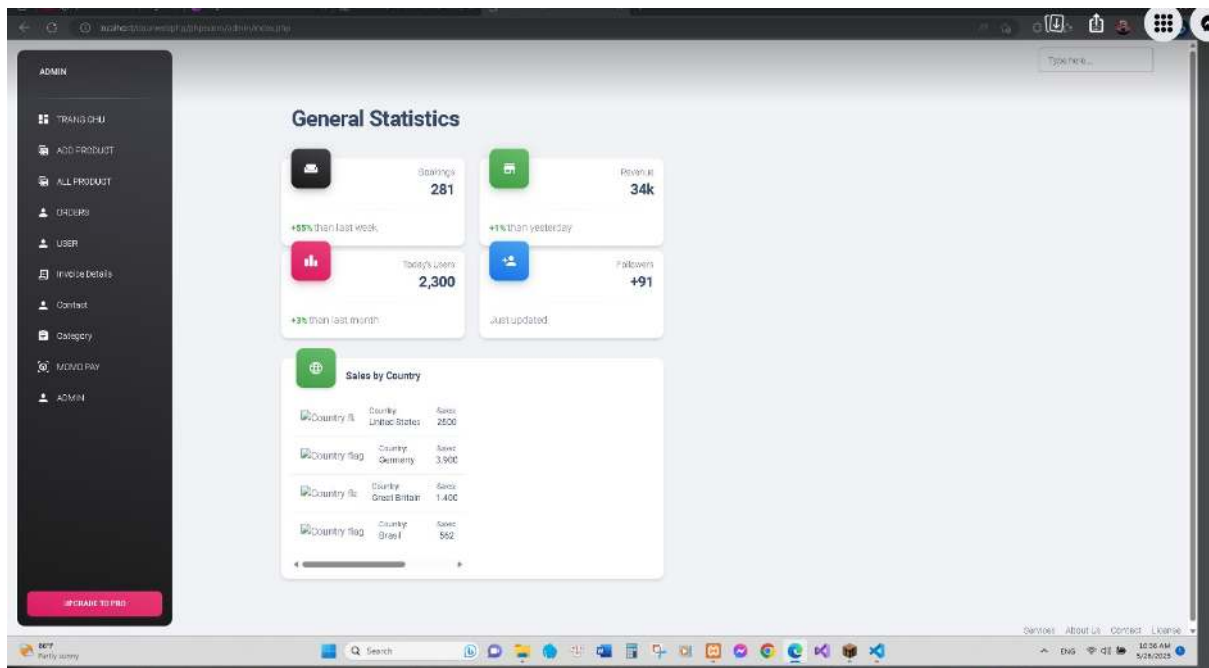 ADMIN
Type here...
TRANG CHU
ADD PRODUCT
ALL PRODUCT
ORDERS
USER
Invoice Details
Contact
Category
MOMO PAY
ADMIN
UPGRADE TO PRO
General Statistics
Bookings
281
+55% than last week
Revenue
34k
+1% than yesterday
Today's Users
2,300
+3% than last month
Followers
+91
Just updated
Sales by Country
Country fl
Country:
United States
Sales:
2500
Country flag
Country:
Germany
Sales:
3.900
Country fla
Country:
Great Britain
Sales:
1.400
Country flag
Country:
Brasil
Sales:
562
Services About Us Contact License
Partly sunny
Search
ENG
10:36 AM